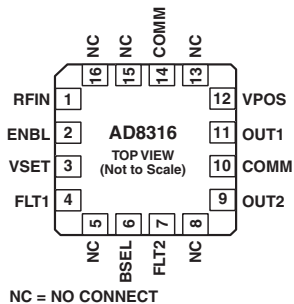 NC
NC
COMM
NC
16
15
14
13
RFIN 1
12 VPOS
ENBL 2
AD8316
11 OUT1
VSET 3
TOP VIEW
(Not to Scale)
10 COMM
FLT1 4
9 OUT2
5
6
7
8
NC
BSEL
FLT2
NC
NC = NO CONNECT